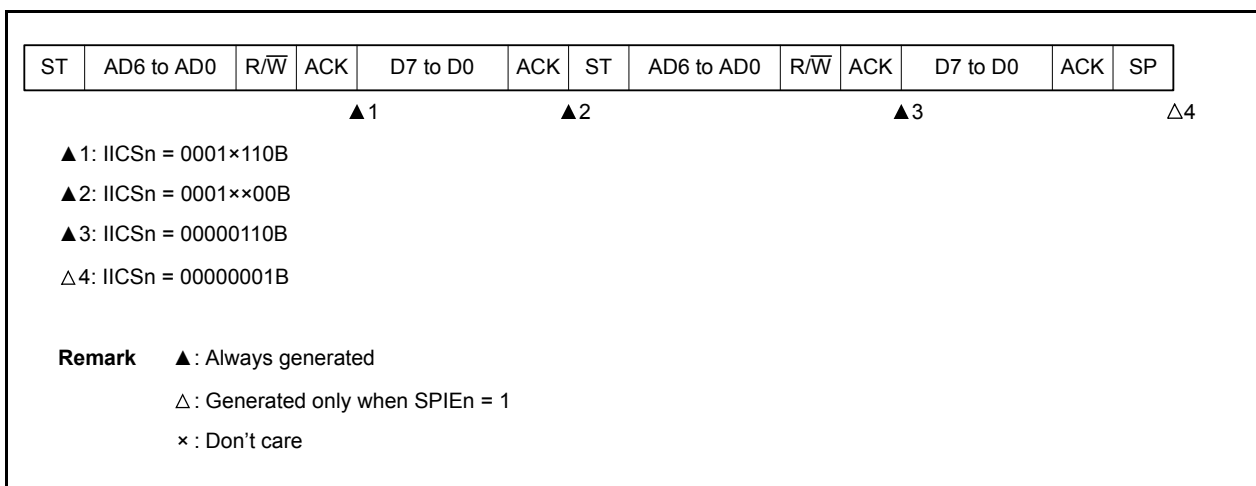 ST AD6 to AD0 R/W̅ ACK D7 to D0 ACK ST AD6 to AD0 R/W̅ ACK D7 to D0 ACK SP
▲1 ▲2 ▲3 △4
▲1: IICSn = 0001×110B
▲2: IICSn = 0001××00B
▲3: IICSn = 00000110B
△4: IICSn = 00000001B
Remark ▲: Always generated
△: Generated only when SPIEn = 1
× : Don't care